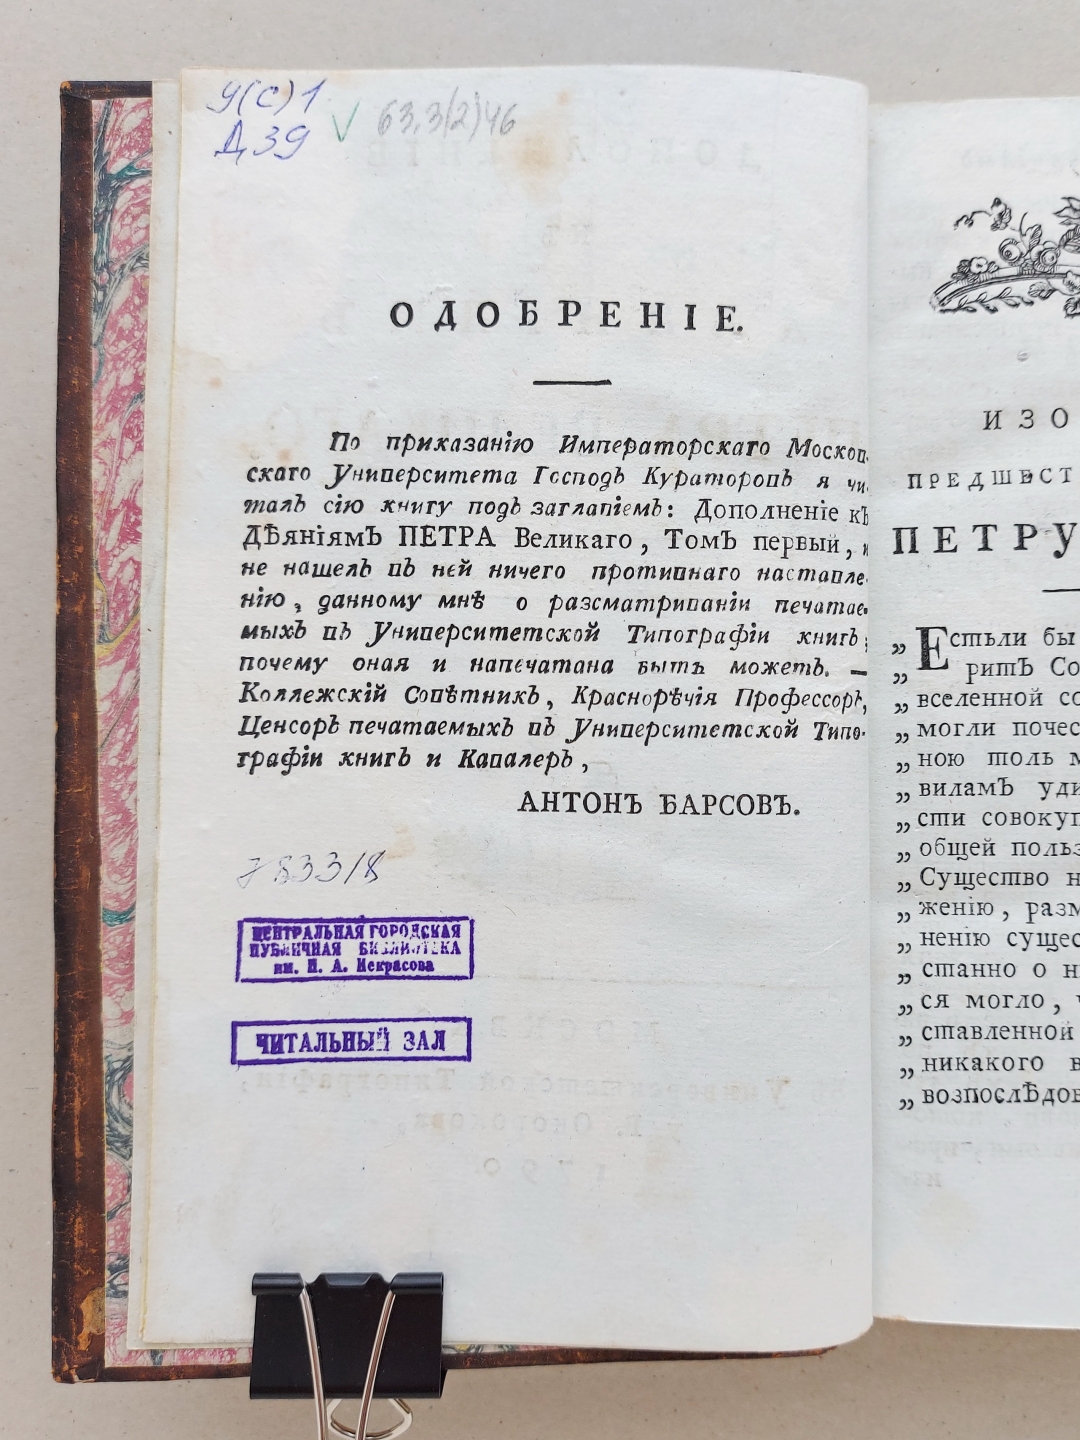 9(С)1
Д39
63.3(2)46
ОДОБРЕНІЕ.
По приказанію Императорскаго Москов-
скаго Университета Господъ Кураторовъ я чи-
талъ сію книгу подъ заглавіемъ: Дополненіе къ
ДѢяніямъ ПЕТРА Великаго, Томъ первый, и
не нашелъ въ ней ничего противнаго наставле-
нію, данному мнѣ о разсматриваніи печатае-
мыхъ въ Университетской Типографіи книгъ;
почему оная и напечатана быть можетъ. —
Коллежскій Совѣтникъ, Краснорѣчія Профессоръ,
Ценсоръ печатаемыхъ въ Университетской Типо-
графіи книгъ и Кавалеръ,
АНТОНЪ БАРСОВЪ.
7833/8
ЦЕНТРАЛЬНАЯ ГОРОДСКАЯ
ПУБЛИЧНАЯ БИБЛИОТЕКА
им. Н. А. Некрасова
ЧИТАЛЬНЫЙ ЗАЛ
ИЗО
ПРЕДШЕСТ
ПЕТРУ
„ Естьли бы
„ ритъ Со
„ вселенной со
„ могли почес
„ ною толь м
„ виламъ уди
„ сти совокуп
„ общей польз
„ Существо н
„ женію, разм
„ ненію сущес
„ станно о н
„ ся могло, ч
„ ставленной
„ никакого в
„ возпослѢдов